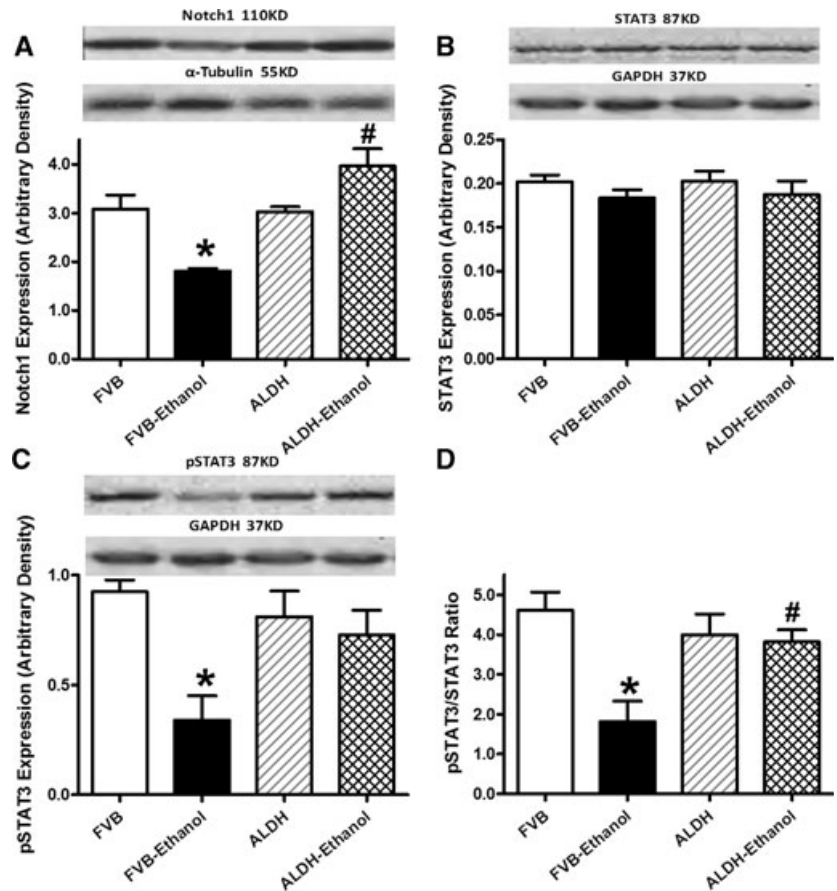 A
Notch1 110KD
α-Tubulin 55KD
Notch1 Expression (Arbitrary Density)
4.0
3.0
2.0
1.0
0.0
#
*
FVB
FVB-Ethanol
ALDH
ALDH-Ethanol
B
STAT3 87KD
GAPDH 37KD
STAT3 Expression (Arbitrary Density)
0.25
0.20
0.15
0.10
0.05
0.00
FVB
FVB-Ethanol
ALDH
ALDH-Ethanol
C
pSTAT3 87KD
GAPDH 37KD
pSTAT3 Expression (Arbitrary Density)
1.0
0.5
0.0
*
FVB
FVB-Ethanol
ALDH
ALDH-Ethanol
D
pSTAT3/STAT3 Ratio
5.0
4.0
3.0
2.0
1.0
0.0
*
#
FVB
FVB-Ethanol
ALDH
ALDH-Ethanol